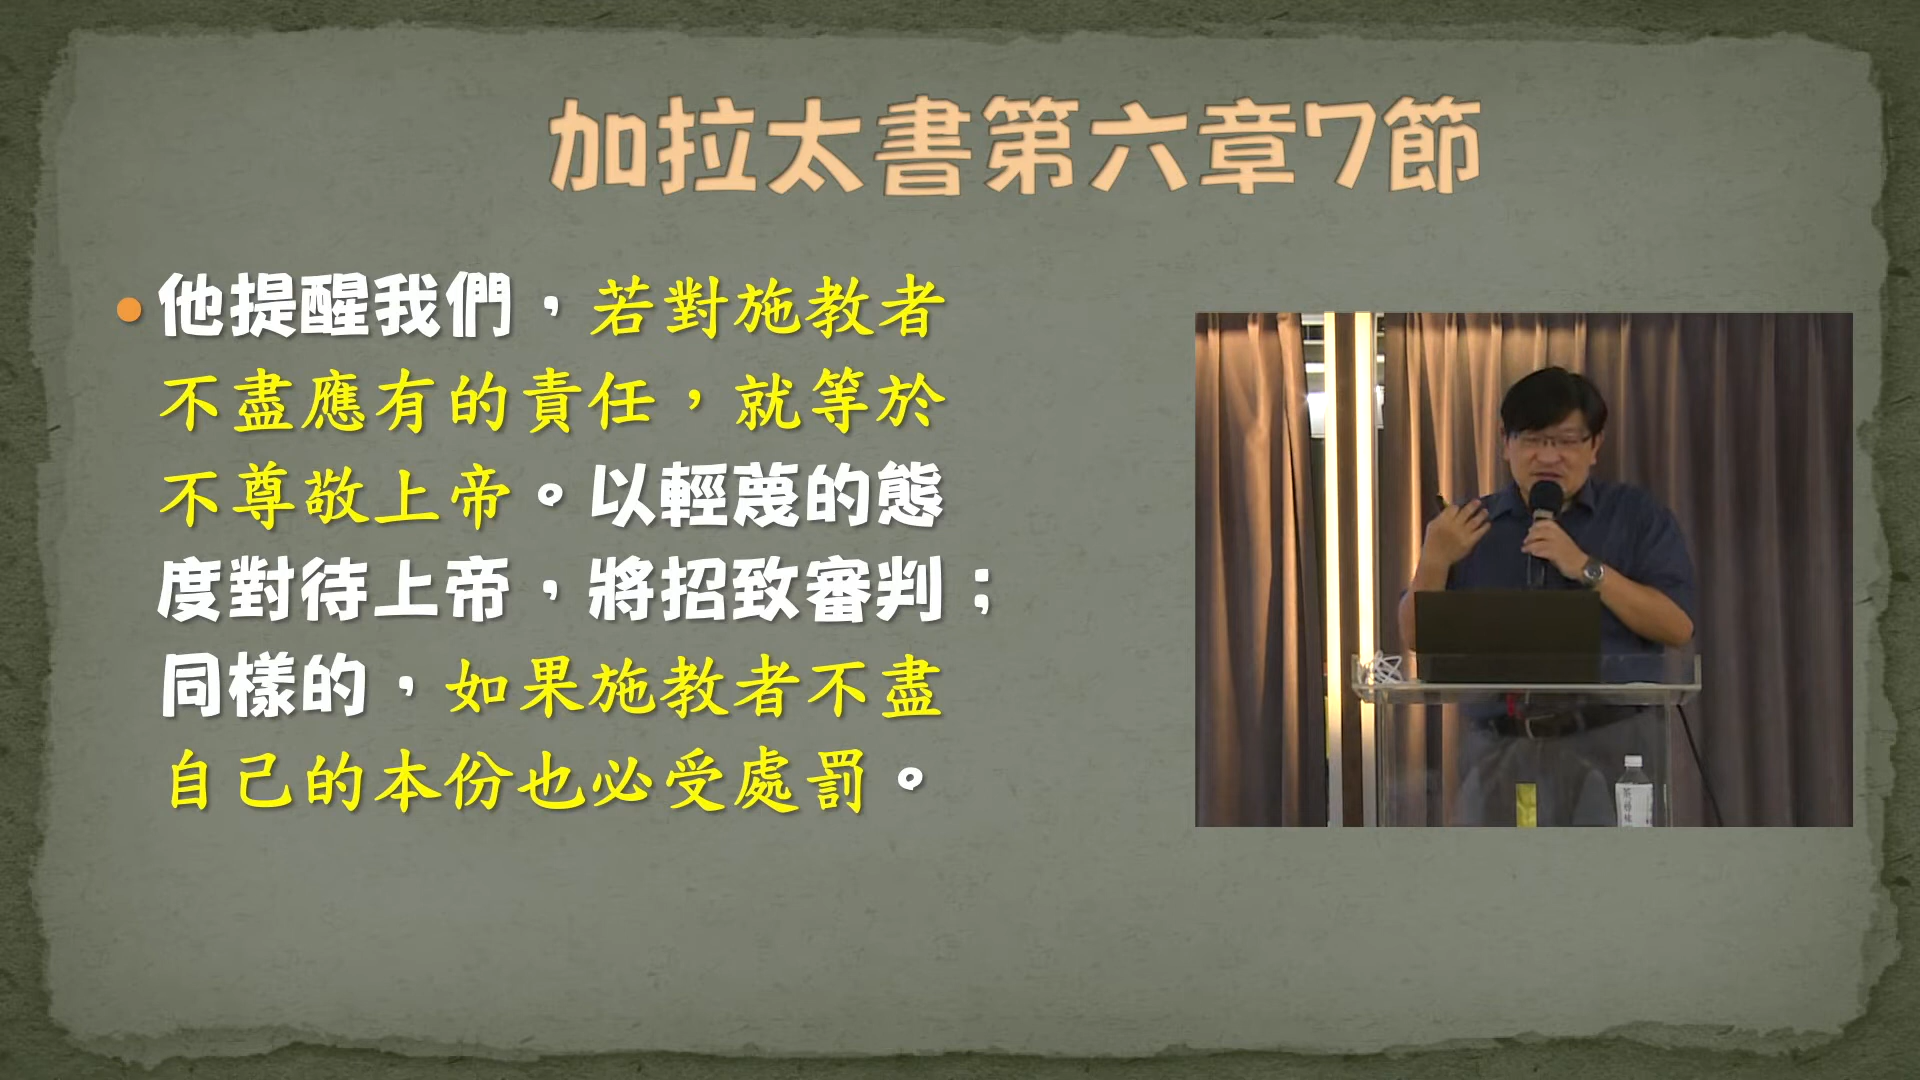 加拉太書第六章7節
他提醒我們，若對施教者
不盡應有的責任，就等於
不尊敬上帝。以輕蔑的態
度對待上帝，將招致審判；
同樣的，如果施教者不盡
自己的本份也必受處罰。